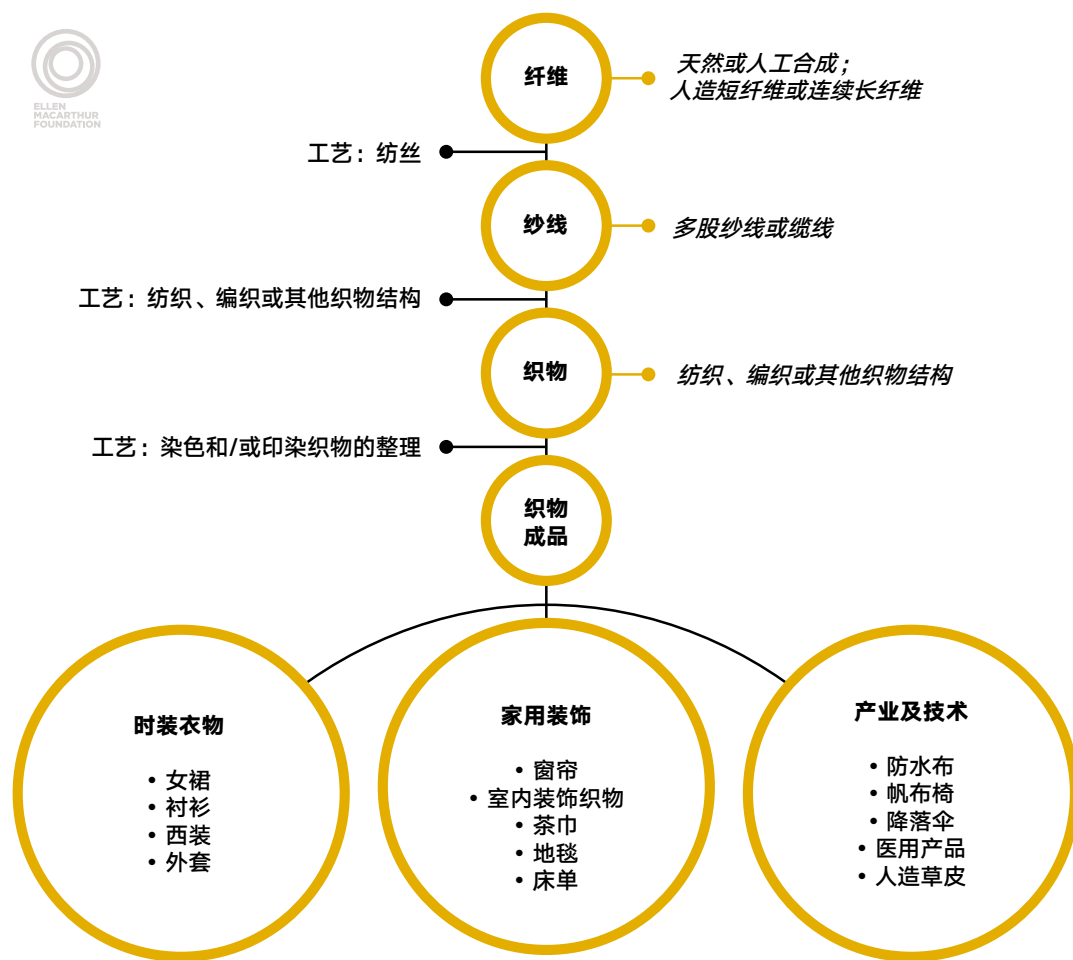 ELLEN
MACARTHUR
FOUNDATION
纤维
天然或人工合成；
人造短纤维或连续长纤维
工艺：纺丝
纱线
多股纱线或缆线
工艺：纺织、编织或其他织物结构
织物
纺织、编织或其他织物结构
工艺：染色和/或印染织物的整理
织物
成品
时装衣物
• 女裙
• 衬衫
• 西装
• 外套
家用装饰
• 窗帘
• 室内装饰织物
• 茶巾
• 地毯
• 床单
产业及技术
• 防水布
• 帆布椅
• 降落伞
• 医用产品
• 人造草皮